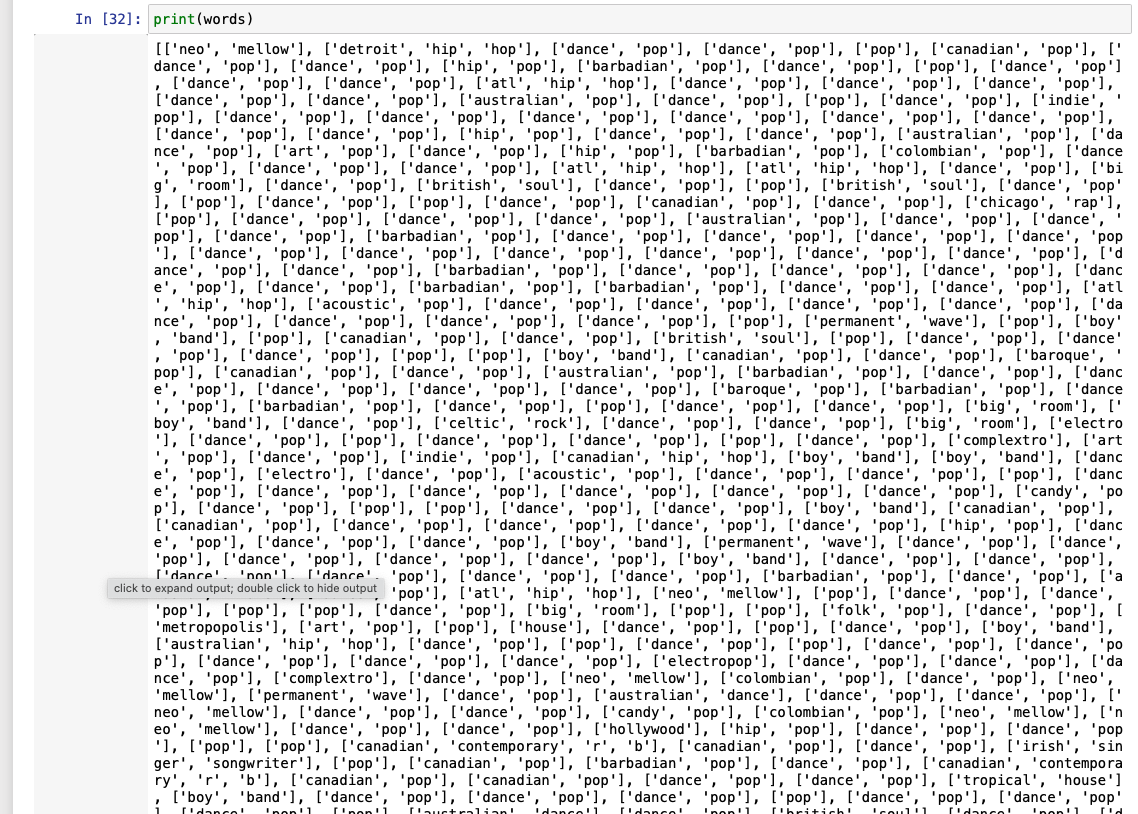 In [32]: print(words)
[['neo', 'mellow'], ['detroit', 'hip', 'hop'], ['dance', 'pop'], ['dance', 'pop'], ['pop'], ['canadian', 'pop'], ['
dance', 'pop'], ['dance', 'pop'], ['hip', 'pop'], ['barbadian', 'pop'], ['dance', 'pop'], ['pop'], ['dance', 'pop']
, ['dance', 'pop'], ['dance', 'pop'], ['atl', 'hip', 'hop'], ['dance', 'pop'], ['dance', 'pop'], ['dance', 'pop'],
['dance', 'pop'], ['dance', 'pop'], ['australian', 'pop'], ['dance', 'pop'], ['pop'], ['dance', 'pop'], ['indie', '
pop'], ['dance', 'pop'], ['dance', 'pop'], ['dance', 'pop'], ['dance', 'pop'], ['dance', 'pop'], ['dance', 'pop'],
['dance', 'pop'], ['dance', 'pop'], ['hip', 'pop'], ['dance', 'pop'], ['dance', 'pop'], ['australian', 'pop'], ['da
nce', 'pop'], ['art', 'pop'], ['dance', 'pop'], ['hip', 'pop'], ['barbadian', 'pop'], ['colombian', 'pop'], ['dance
', 'pop'], ['dance', 'pop'], ['dance', 'pop'], ['atl', 'hip', 'hop'], ['atl', 'hip', 'hop'], ['dance', 'pop'], ['bi
g', 'room'], ['dance', 'pop'], ['british', 'soul'], ['dance', 'pop'], ['pop'], ['british', 'soul'], ['dance', 'pop'
], ['pop'], ['dance', 'pop'], ['pop'], ['dance', 'pop'], ['canadian', 'pop'], ['dance', 'pop'], ['chicago', 'rap'],
['pop'], ['dance', 'pop'], ['dance', 'pop'], ['dance', 'pop'], ['australian', 'pop'], ['dance', 'pop'], ['dance', '
pop'], ['dance', 'pop'], ['barbadian', 'pop'], ['dance', 'pop'], ['dance', 'pop'], ['dance', 'pop'], ['dance', 'pop
'], ['dance', 'pop'], ['dance', 'pop'], ['dance', 'pop'], ['dance', 'pop'], ['dance', 'pop'], ['dance', 'pop'], ['d
ance', 'pop'], ['dance', 'pop'], ['barbadian', 'pop'], ['dance', 'pop'], ['dance', 'pop'], ['dance', 'pop'], ['danc
e', 'pop'], ['dance', 'pop'], ['barbadian', 'pop'], ['barbadian', 'pop'], ['dance', 'pop'], ['dance', 'pop'], ['atl
', 'hip', 'hop'], ['acoustic', 'pop'], ['dance', 'pop'], ['dance', 'pop'], ['dance', 'pop'], ['dance', 'pop'], ['da
nce', 'pop'], ['dance', 'pop'], ['dance', 'pop'], ['dance', 'pop'], ['pop'], ['permanent', 'wave'], ['pop'], ['boy'
, 'band'], ['pop'], ['canadian', 'pop'], ['dance', 'pop'], ['british', 'soul'], ['pop'], ['dance', 'pop'], ['dance'
, 'pop'], ['dance', 'pop'], ['pop'], ['pop'], ['boy', 'band'], ['canadian', 'pop'], ['dance', 'pop'], ['baroque', '
pop'], ['canadian', 'pop'], ['dance', 'pop'], ['australian', 'pop'], ['barbadian', 'pop'], ['dance', 'pop'], ['danc
e', 'pop'], ['dance', 'pop'], ['dance', 'pop'], ['dance', 'pop'], ['baroque', 'pop'], ['barbadian', 'pop'], ['dance
', 'pop'], ['barbadian', 'pop'], ['dance', 'pop'], ['pop'], ['dance', 'pop'], ['dance', 'pop'], ['big', 'room'], ['
boy', 'band'], ['dance', 'pop'], ['celtic', 'rock'], ['dance', 'pop'], ['dance', 'pop'], ['big', 'room'], ['electro
'], ['dance', 'pop'], ['pop'], ['dance', 'pop'], ['dance', 'pop'], ['pop'], ['dance', 'pop'], ['complextro'], ['art
', 'pop'], ['dance', 'pop'], ['indie', 'pop'], ['canadian', 'hip', 'hop'], ['boy', 'band'], ['boy', 'band'], ['danc
e', 'pop'], ['electro'], ['dance', 'pop'], ['acoustic', 'pop'], ['dance', 'pop'], ['dance', 'pop'], ['pop'], ['danc
e', 'pop'], ['dance', 'pop'], ['dance', 'pop'], ['dance', 'pop'], ['dance', 'pop'], ['dance', 'pop'], ['candy', 'po
p'], ['dance', 'pop'], ['pop'], ['pop'], ['dance', 'pop'], ['dance', 'pop'], ['boy', 'band'], ['canadian', 'pop'],
['canadian', 'pop'], ['dance', 'pop'], ['dance', 'pop'], ['dance', 'pop'], ['dance', 'pop'], ['hip', 'pop'], ['danc
e', 'pop'], ['dance', 'pop'], ['dance', 'pop'], ['boy', 'band'], ['permanent', 'wave'], ['dance', 'pop'], ['dance',
'pop'], ['dance', 'pop'], ['dance', 'pop'], ['dance', 'pop'], ['boy', 'band'], ['dance', 'pop'], ['dance', 'pop'],
['dance', 'pop'], ['dance', 'pop'], ['dance', 'pop'], ['dance', 'pop'], ['barbadian', 'pop'], ['dance', 'pop'], ['a
click to expand output; double click to hide output
'pop'], ['atl', 'hip', 'hop'], ['neo', 'mellow'], ['pop'], ['dance', 'pop'], ['dance',
'pop'], ['pop'], ['pop'], ['dance', 'pop'], ['big', 'room'], ['pop'], ['pop'], ['folk', 'pop'], ['dance', 'pop'], [
'metropopolis'], ['art', 'pop'], ['pop'], ['house'], ['dance', 'pop'], ['pop'], ['dance', 'pop'], ['boy', 'band'],
['australian', 'hip', 'hop'], ['dance', 'pop'], ['pop'], ['dance', 'pop'], ['pop'], ['dance', 'pop'], ['dance', 'po
p'], ['dance', 'pop'], ['dance', 'pop'], ['dance', 'pop'], ['electropop'], ['dance', 'pop'], ['dance', 'pop'], ['da
nce', 'pop'], ['complextro'], ['dance', 'pop'], ['neo', 'mellow'], ['colombian', 'pop'], ['dance', 'pop'], ['neo',
'mellow'], ['permanent', 'wave'], ['dance', 'pop'], ['australian', 'dance'], ['dance', 'pop'], ['dance', 'pop'], ['
neo', 'mellow'], ['dance', 'pop'], ['dance', 'pop'], ['candy', 'pop'], ['colombian', 'pop'], ['neo', 'mellow'], ['n
eo', 'mellow'], ['dance', 'pop'], ['dance', 'pop'], ['hollywood'], ['hip', 'pop'], ['dance', 'pop'], ['dance', 'pop
'], ['pop'], ['pop'], ['canadian', 'contemporary', 'r', 'b'], ['canadian', 'pop'], ['dance', 'pop'], ['irish', 'sin
ger', 'songwriter'], ['pop'], ['canadian', 'pop'], ['barbadian', 'pop'], ['dance', 'pop'], ['canadian', 'contempora
ry', 'r', 'b'], ['canadian', 'pop'], ['canadian', 'pop'], ['dance', 'pop'], ['dance', 'pop'], ['tropical', 'house']
, ['boy', 'band'], ['dance', 'pop'], ['dance', 'pop'], ['dance', 'pop'], ['pop'], ['dance', 'pop'], ['dance', 'pop'